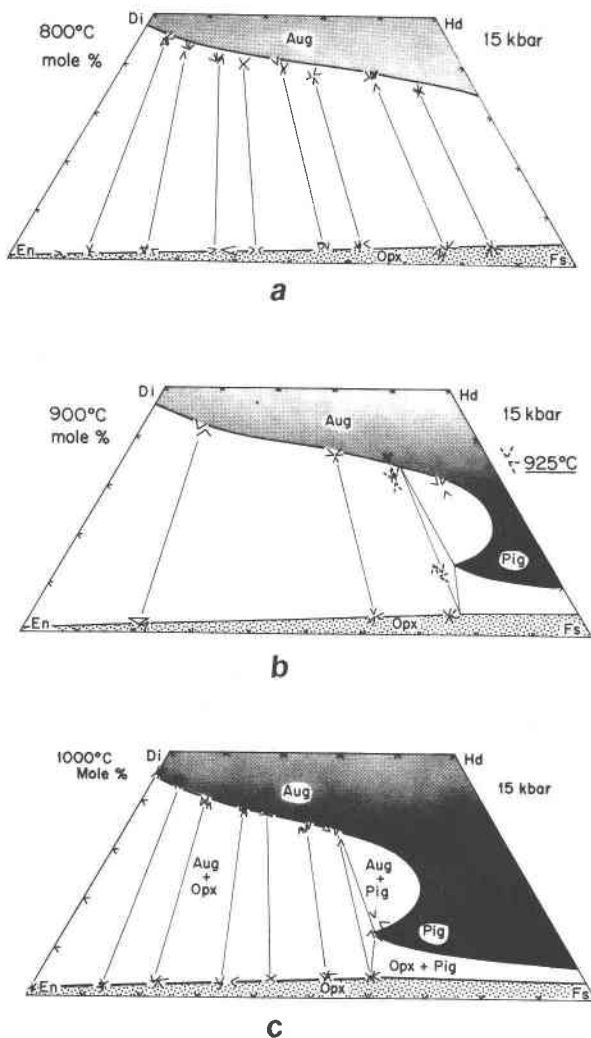 Di
Hd
800°C
mole %
Aug
15 kbar
En
Opx
Fs
a
Di
Hd
900°C
mole %
Aug
15 kbar
925°C
Pig
En
Opx
Fs
b
1000°C
Mole %
Di
Hd
Aug
15 kbar
Aug
+
Opx
Aug
+
Pig
Pig
Opx + Pig
En
Opx
Fs
c